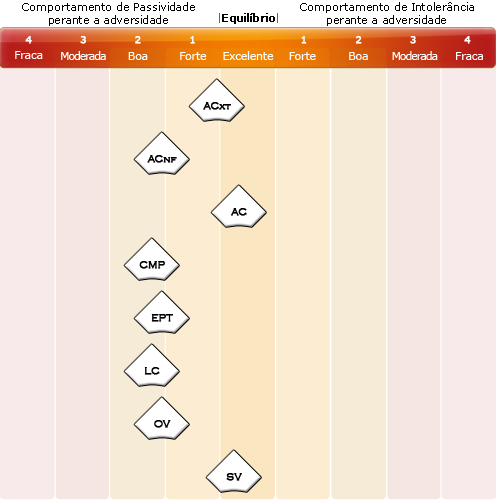 Comportamento de Passividade
perante a adversidade
|Equilíbrio|
Comportamento de Intolerância
perante a adversidade
4 3 2 1 1 2 3 4
Fraca Moderada Boa Forte Excelente Forte Boa Moderada Fraca
ACXT
ACNF
AC
CMP
EPT
LC
OV
SV